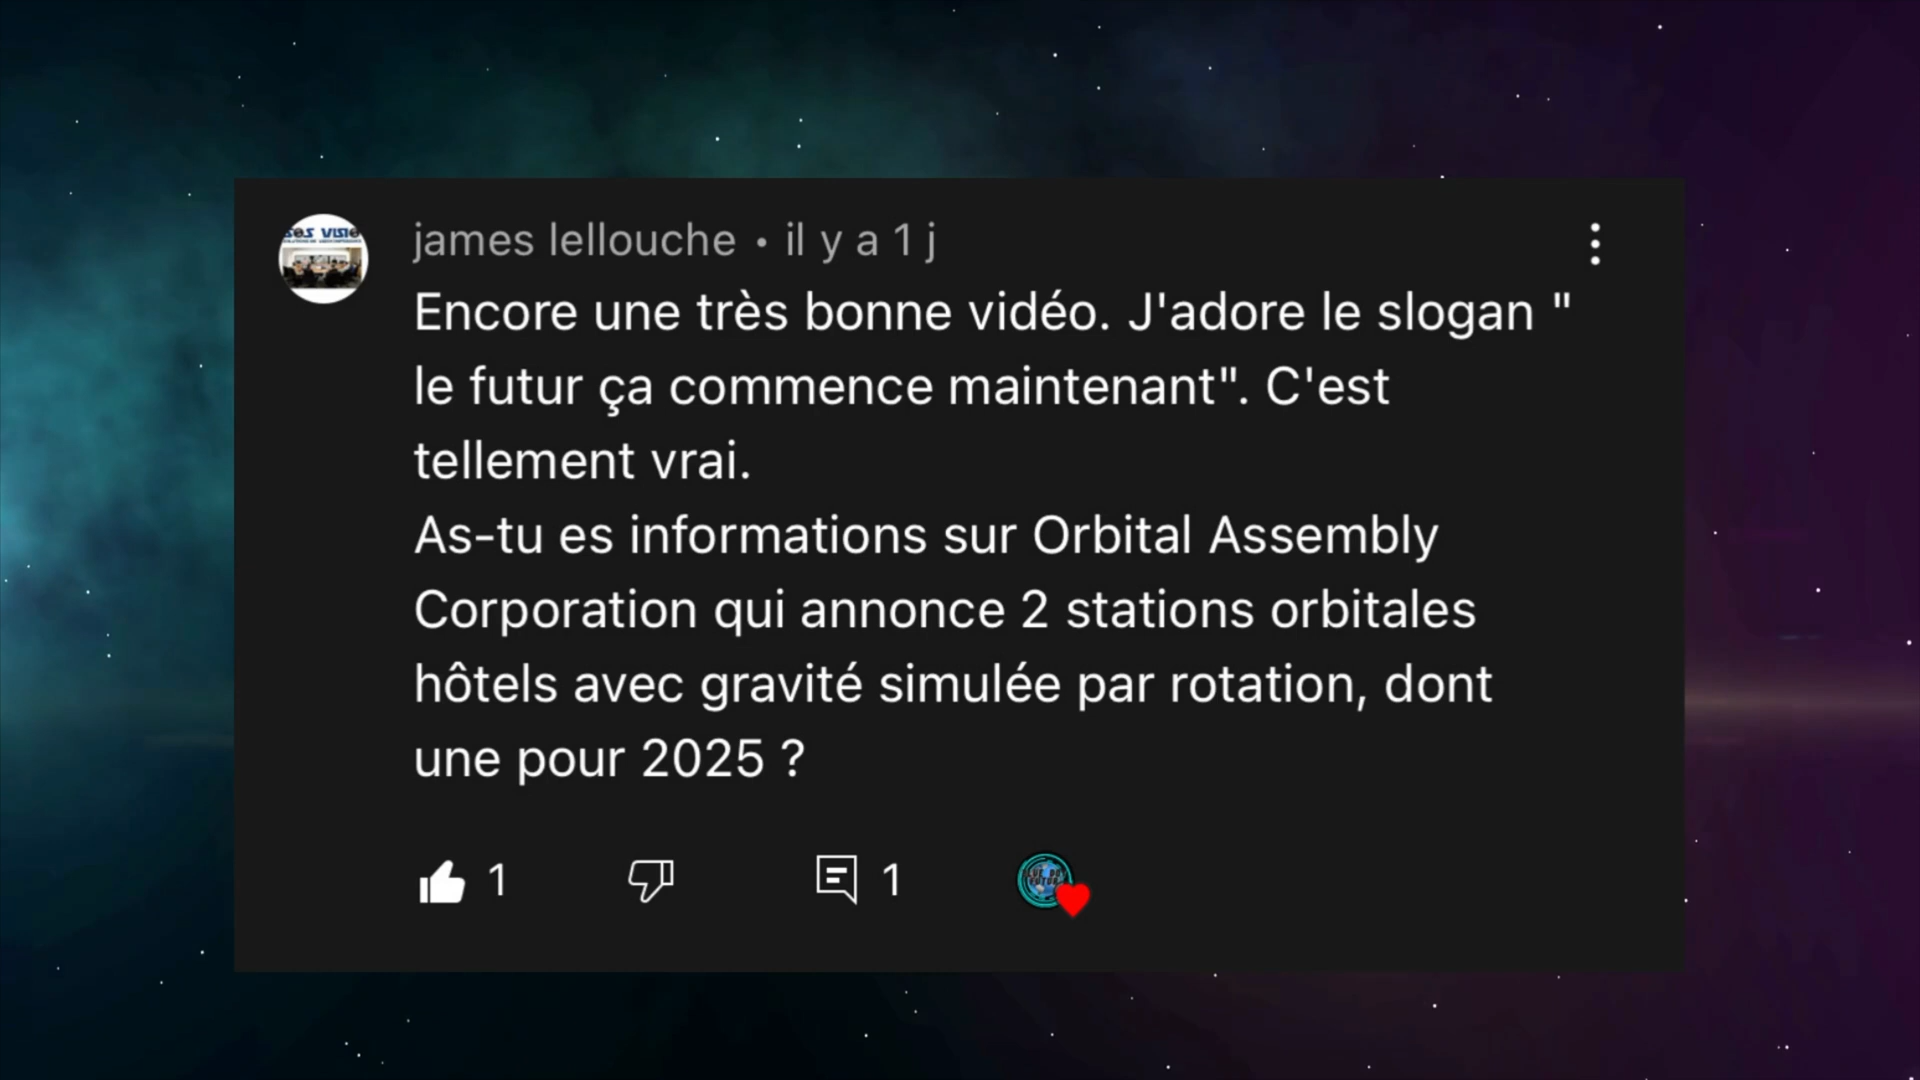 SOS VISIO
james lellouche • il y a 1 j
Encore une très bonne vidéo. J'adore le slogan "
le futur ça commence maintenant". C'est
tellement vrai.
As-tu es informations sur Orbital Assembly
Corporation qui annonce 2 stations orbitales
hôtels avec gravité simulée par rotation, dont
une pour 2025 ?
1 1